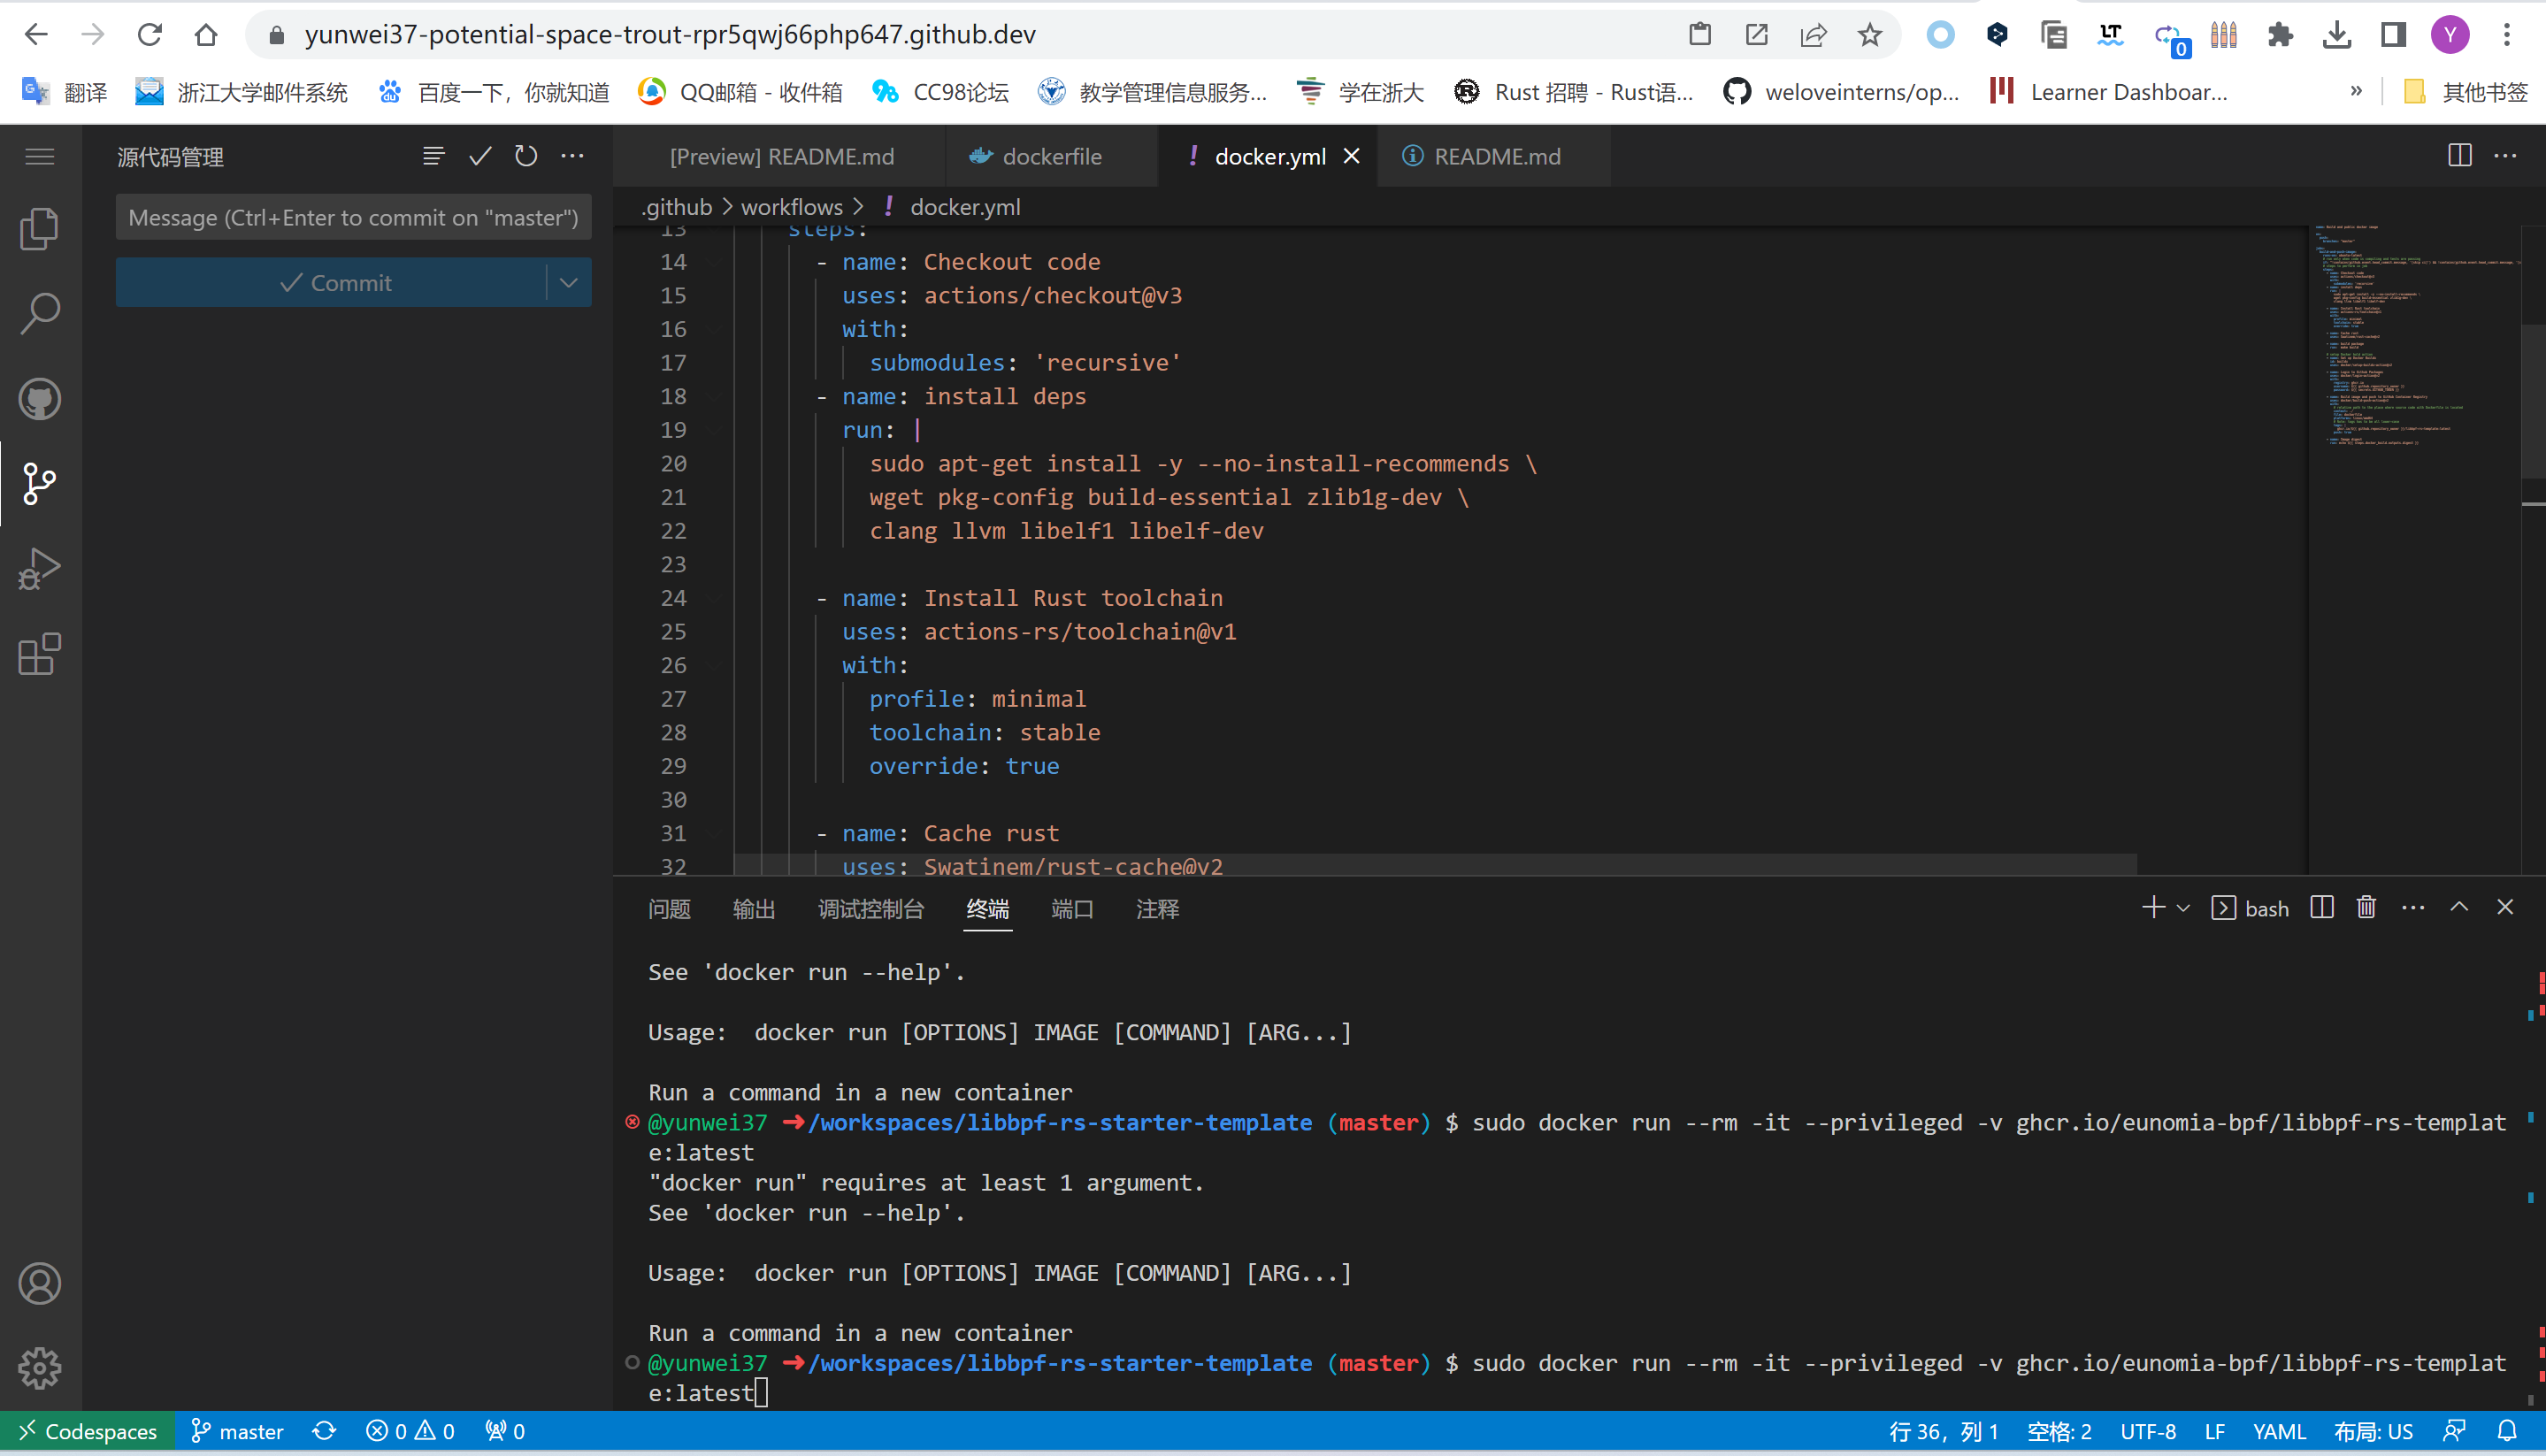 yunwei37-potential-space-trout-rpr5qwj66php647.github.dev
LT
0
Y
翻译
浙江大学邮件系统
百度一下，你就知道
QQ邮箱 - 收件箱
CC98论坛
教学管理信息服务...
学在浙大
Rust 招聘 - Rust语...
weloveinterns/op...
Learner Dashboar...
»
其他书签
源代码管理
[Preview] README.md
dockerfile
docker.yml
README.md
Message (Ctrl+Enter to commit on "master")
Commit
.github > workflows > ! docker.yml
13 steps:
14 - name: Checkout code
15 uses: actions/checkout@v3
16 with:
17 submodules: 'recursive'
18 - name: install deps
19 run: |
20 sudo apt-get install -y --no-install-recommends \
21 wget pkg-config build-essential zlib1g-dev \
22 clang llvm libelf1 libelf-dev
23
24 - name: Install Rust toolchain
25 uses: actions-rs/toolchain@v1
26 with:
27 profile: minimal
28 toolchain: stable
29 override: true
30
31 - name: Cache rust
32 uses: Swatinem/rust-cache@v2
问题 输出 调试控制台 终端 端口 注释
bash
See 'docker run --help'.
Usage:  docker run [OPTIONS] IMAGE [COMMAND] [ARG...]
Run a command in a new container
@yunwei37 ➜ /workspaces/libbpf-rs-starter-template (master) $ sudo docker run --rm -it --privileged -v ghcr.io/eunomia-bpf/libbpf-rs-templat
e:latest
"docker run" requires at least 1 argument.
See 'docker run --help'.
Usage:  docker run [OPTIONS] IMAGE [COMMAND] [ARG...]
Run a command in a new container
@yunwei37 ➜ /workspaces/libbpf-rs-starter-template (master) $ sudo docker run --rm -it --privileged -v ghcr.io/eunomia-bpf/libbpf-rs-templat
e:latest
Codespaces
master
0
0
0
行 36，列 1
空格: 2
UTF-8
LF
YAML
布局: US